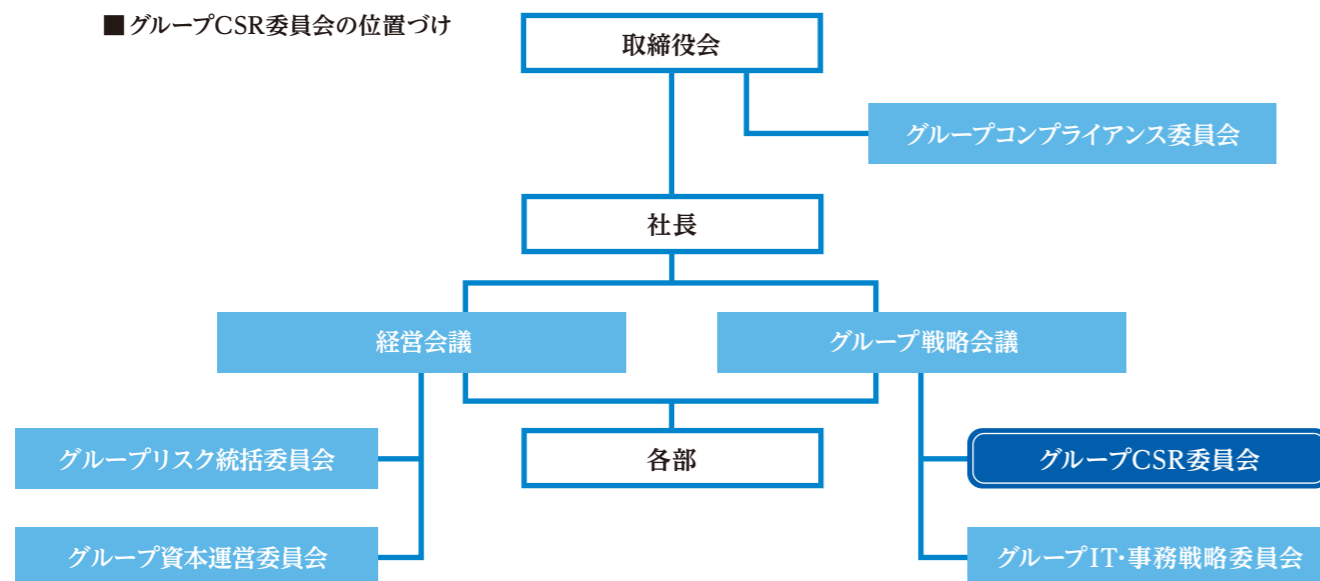 ■ グループCSR委員会の位置づけ
取締役会
グループコンプライアンス委員会
社長
経営会議
グループ戦略会議
グループリスク統括委員会
各部
グループCSR委員会
グループ資本運営委員会
グループIT・事務戦略委員会